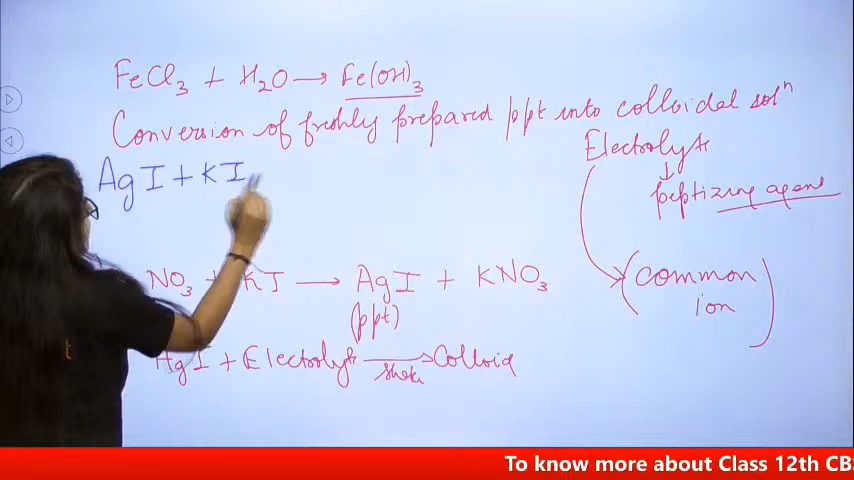 FeCl3 + H2O → Fe(OH)3
Conversion of freshly prepared ppt into colloidal solⁿ
Electrolyte
↓
peptizing agent
AgI + KI
(common
ion)
NO3 + KI → AgI + KNO3
(ppt)
AgI + Electrolyte → Colloid
shake
To know more about Class 12th CB